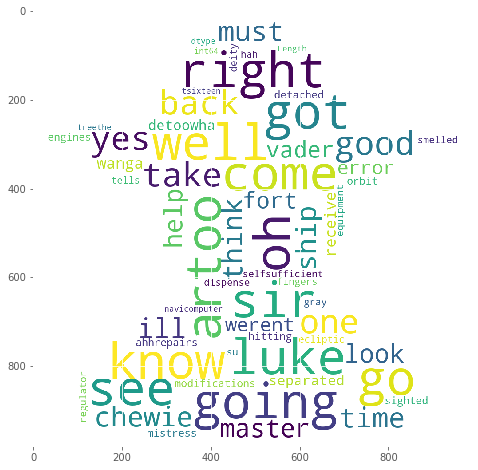 0
must
dtype
hah
Length
int64
deity
right
tsixteen
detached
back
got
200
detoowha
treethe
engines
yes
well
good
smelled
vader
wanga
error
take
come
tells
orbit
400
help
artoo
think
fort
oh
ship
receive
equipment
600
selfsufficient
dispense
fingers
sir
navicomputer
gray
ill
werent
one
ahhrepairs
hitting
ecliptic
know
su
luke
look
800
see
modifications
separated
go
regulator
going
sighted
chewie
time
mistress
master
0
200
400
600
800